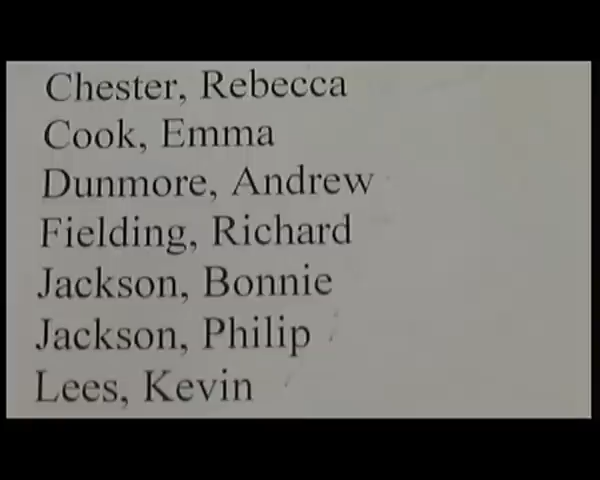 Chester, Rebecca
Cook, Emma
Dunmore, Andrew
Fielding, Richard
Jackson, Bonnie
Jackson, Philip
Lees, Kevin